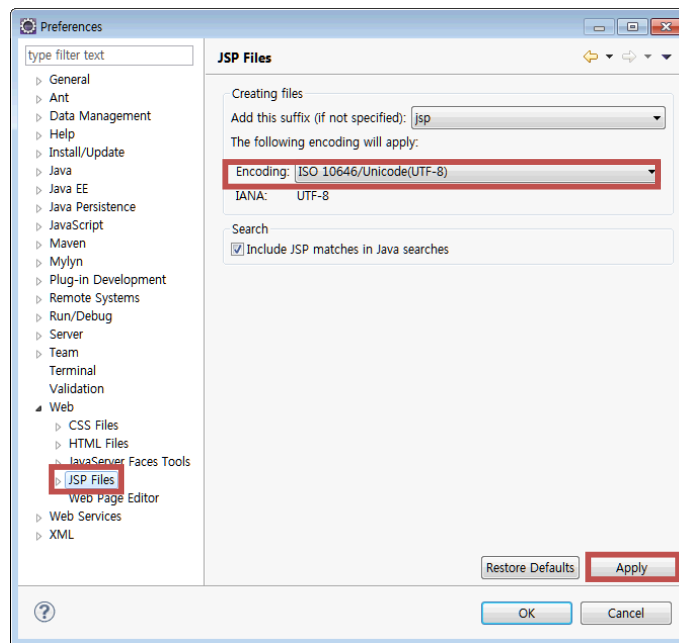 Preferences
type filter text
General
Ant
Data Management
Help
Install/Update
Java
Java EE
Java Persistence
JavaScript
Maven
Mylyn
Plug-in Development
Remote Systems
Run/Debug
Server
Team
Terminal
Validation
Web
CSS Files
HTML Files
JavaServer Faces Tools
JSP Files
Web Page Editor
Web Services
XML
JSP Files
Creating files
Add this suffix (if not specified): jsp
The following encoding will apply:
Encoding: ISO 10646/Unicode(UTF-8)
IANA: UTF-8
Search
Include JSP matches in Java searches
Restore Defaults Apply
OK Cancel